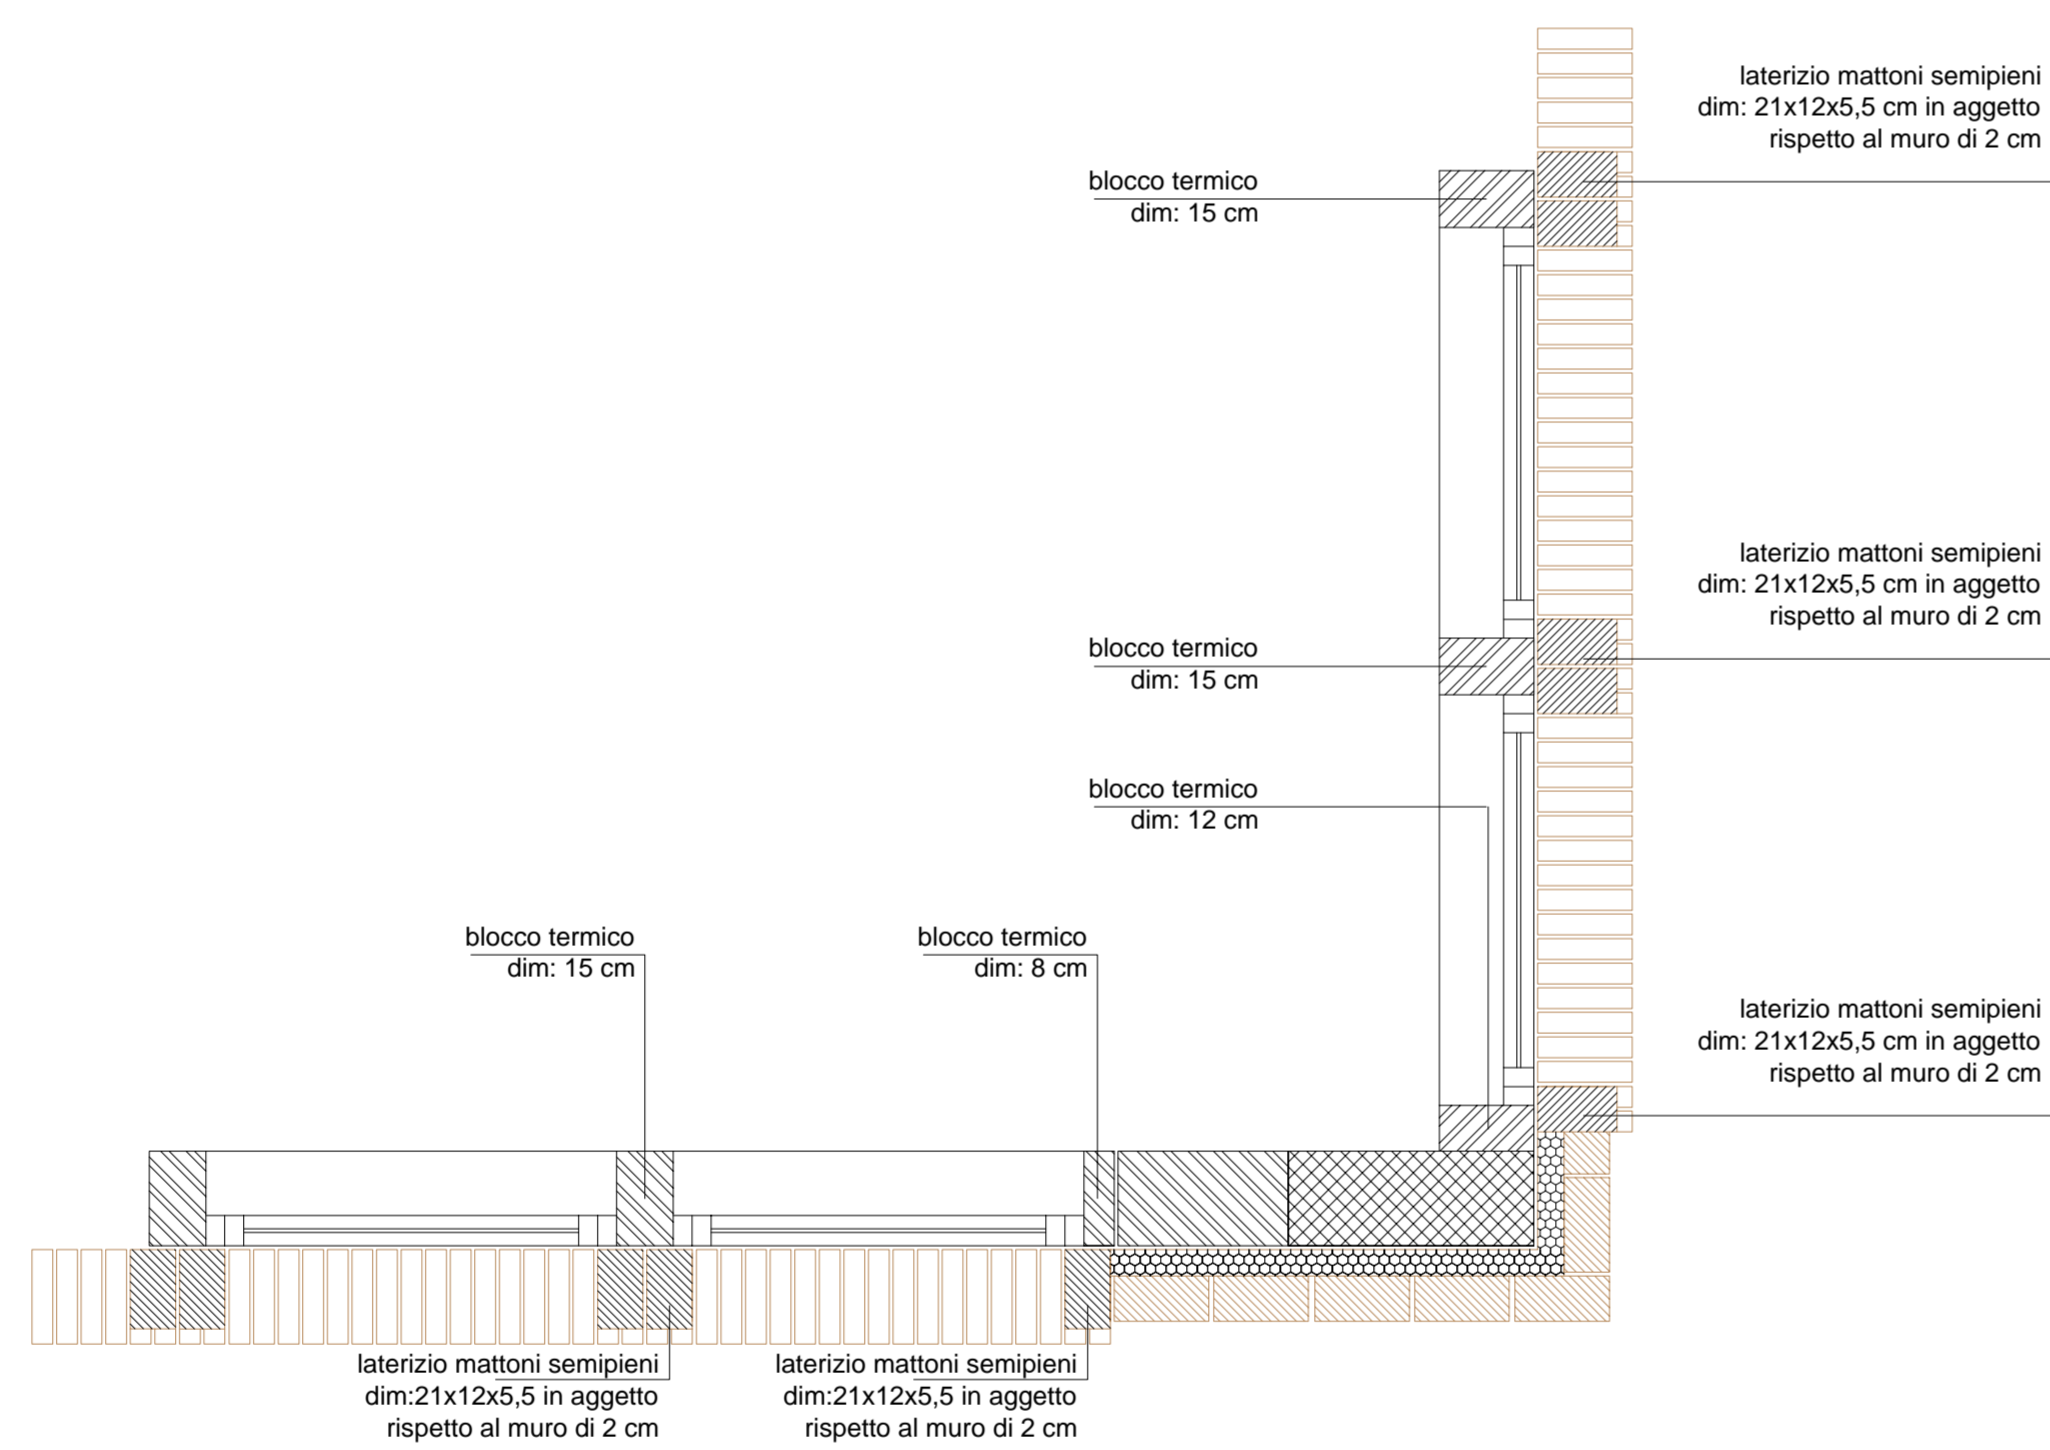 laterizio mattoni semipieni
dim: 21x12x5,5 cm in aggetto
rispetto al muro di 2 cm
blocco termico
dim: 15 cm
laterizio mattoni semipieni
dim: 21x12x5,5 cm in aggetto
rispetto al muro di 2 cm
blocco termico
dim: 15 cm
blocco termico
dim: 12 cm
blocco termico
dim: 15 cm
blocco termico
dim: 8 cm
laterizio mattoni semipieni
dim: 21x12x5,5 cm in aggetto
rispetto al muro di 2 cm
laterizio mattoni semipieni
dim:21x12x5,5 in aggetto
rispetto al muro di 2 cm
laterizio mattoni semipieni
dim:21x12x5,5 in aggetto
rispetto al muro di 2 cm